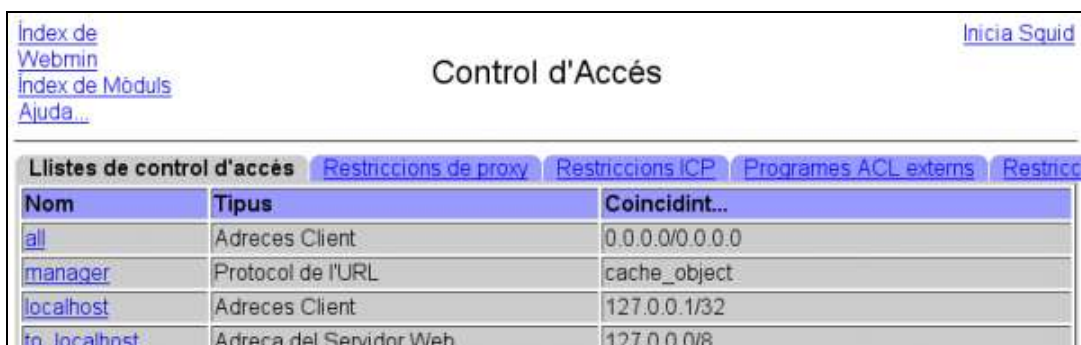 Índex de
Webmin
Índex de Mòduls
Ajuda...
Inicia Squid
Control d'Accés
Llistes de control d'accés Restriccions de proxy Restriccions ICP Programes ACL externs Restricc
Nom Tipus Coincidint...
all Adreces Client 0.0.0.0/0.0.0.0
manager Protocol de l'URL cache_object
localhost Adreces Client 127.0.0.1/32
to_localhost Adreça del Servidor Web 127.0.0.0/8